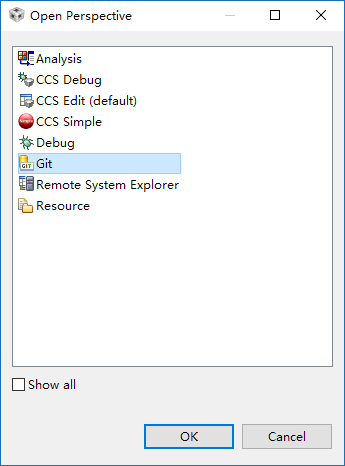 Open Perspective
Analysis
CCS Debug
CCS Edit (default)
CCS Simple
Debug
GIT Git
Remote System Explorer
Resource
Show all
OK
Cancel